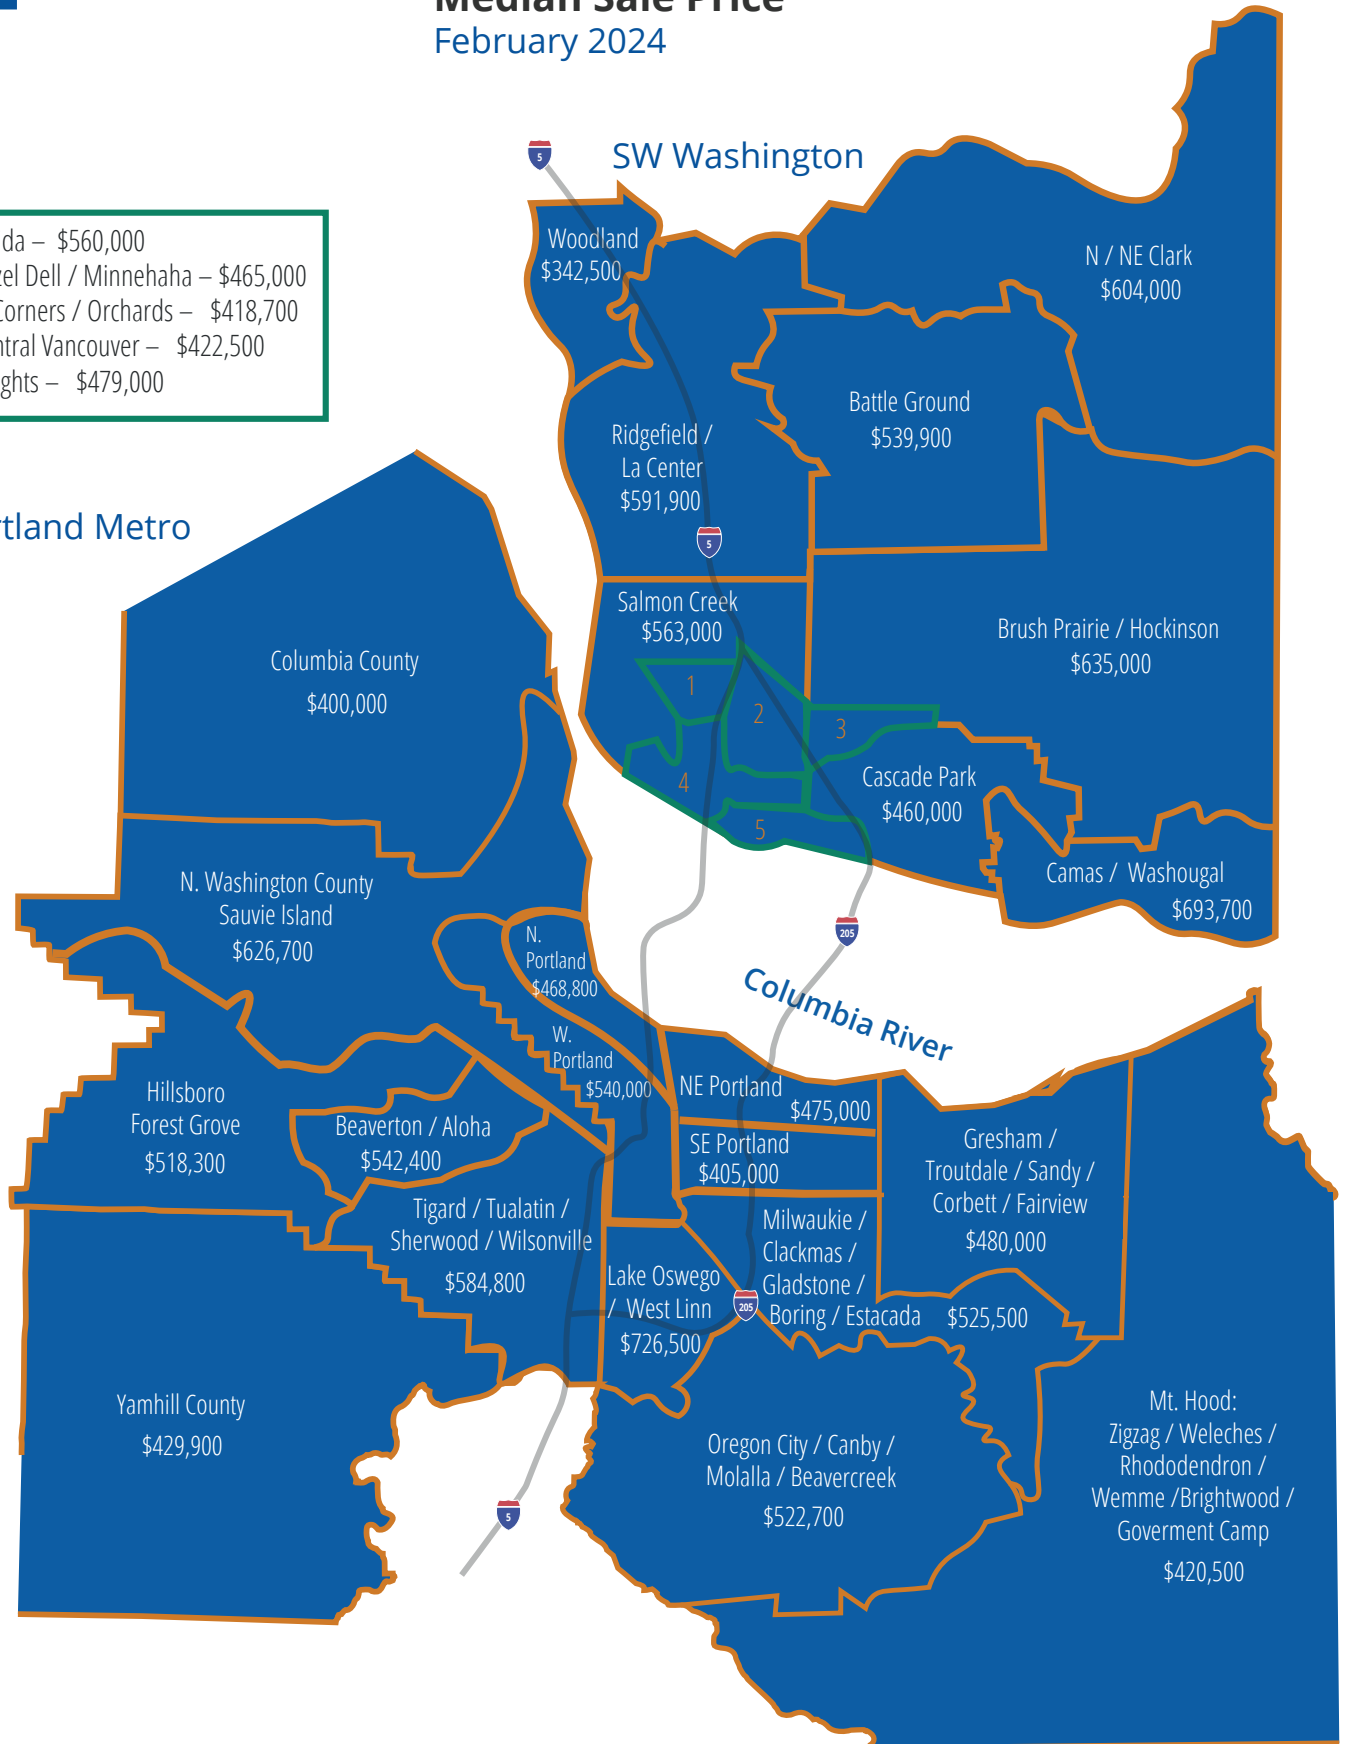 Median Sale Price
February 2024
SW Washington
da – $560,000
zel Dell / Minnehaha – $465,000
Corners / Orchards – $418,700
ntral Vancouver – $422,500
ghts – $479,000
rtland Metro
5
Woodland
$342,500
N / NE Clark
$604,000
Battle Ground
$539,900
Ridgefield /
La Center
$591,900
5
Salmon Creek
$563,000
Brush Prairie / Hockinson
$635,000
1
2
3
4
5
Cascade Park
$460,000
Camas / Washougal
$693,700
205
Columbia River
Columbia County
$400,000
N. Washington County
Sauvie Island
$626,700
N.
Portland
$468,800
W.
Portland
$540,000
NE Portland
$475,000
SE Portland
$405,000
Hillsboro
Forest Grove
$518,300
Beaverton / Aloha
$542,400
Tigard / Tualatin /
Sherwood / Wilsonville
$584,800
Gresham /
Troutdale / Sandy /
Corbett / Fairview
$480,000
Milwaukie /
Clackmas /
Gladstone /
Boring / Estacada $525,500
Lake Oswego
/ West Linn
$726,500
205
Yamhill County
$429,900
5
Oregon City / Canby /
Molalla / Beavercreek
$522,700
Mt. Hood:
Zigzag / Welches /
Rhododendron /
Wemme /Brightwood /
Goverment Camp
$420,500